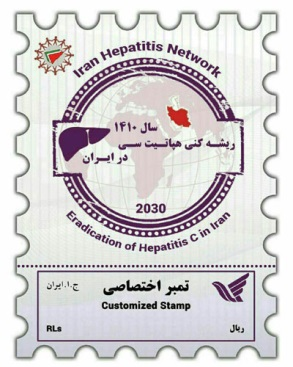 Iran Hepatitis Network
سال ۱۴۱۰
ریشه کنی هپاتیت سی
در ایران
2030
Eradication of Hepatitis C in Iran
ج.ا.ایران
تمبر اختصاصی
Customized Stamp
RLs
ریال